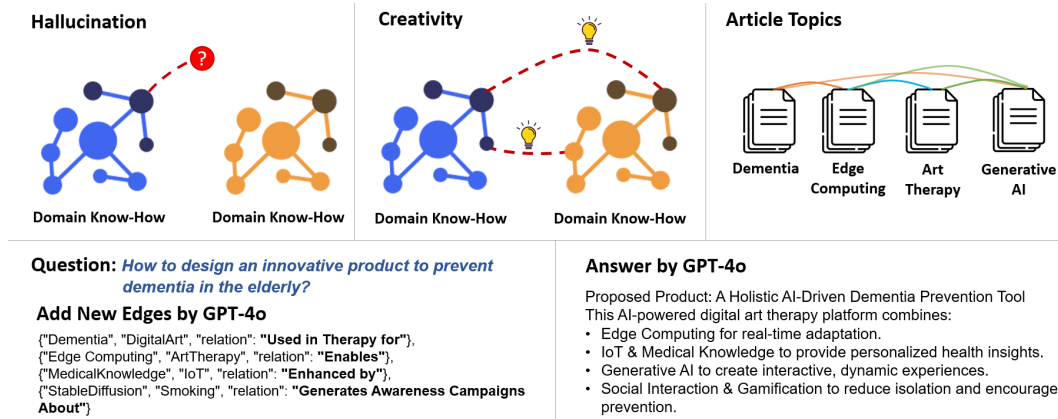 Hallucination
?
Domain Know-How
Domain Know-How
Creativity
Domain Know-How
Domain Know-How
Article Topics
Dementia
Edge
Computing
Art
Therapy
Generative
AI
Question: How to design an innovative product to prevent
dementia in the elderly?
Add New Edges by GPT-4o
{"Dementia", "DigitalArt", "relation": "Used in Therapy for"},
{"Edge Computing", "ArtTherapy", "relation": "Enables"},
{"MedicalKnowledge", "IoT", "relation": "Enhanced by"},
{"StableDiffusion", "Smoking", "relation": "Generates Awareness Campaigns
About"}
Answer by GPT-4o
Proposed Product: A Holistic AI-Driven Dementia Prevention Tool
This AI-powered digital art therapy platform combines:
• Edge Computing for real-time adaptation.
• IoT & Medical Knowledge to provide personalized health insights.
• Generative AI to create interactive, dynamic experiences.
• Social Interaction & Gamification to reduce isolation and encourage
prevention.